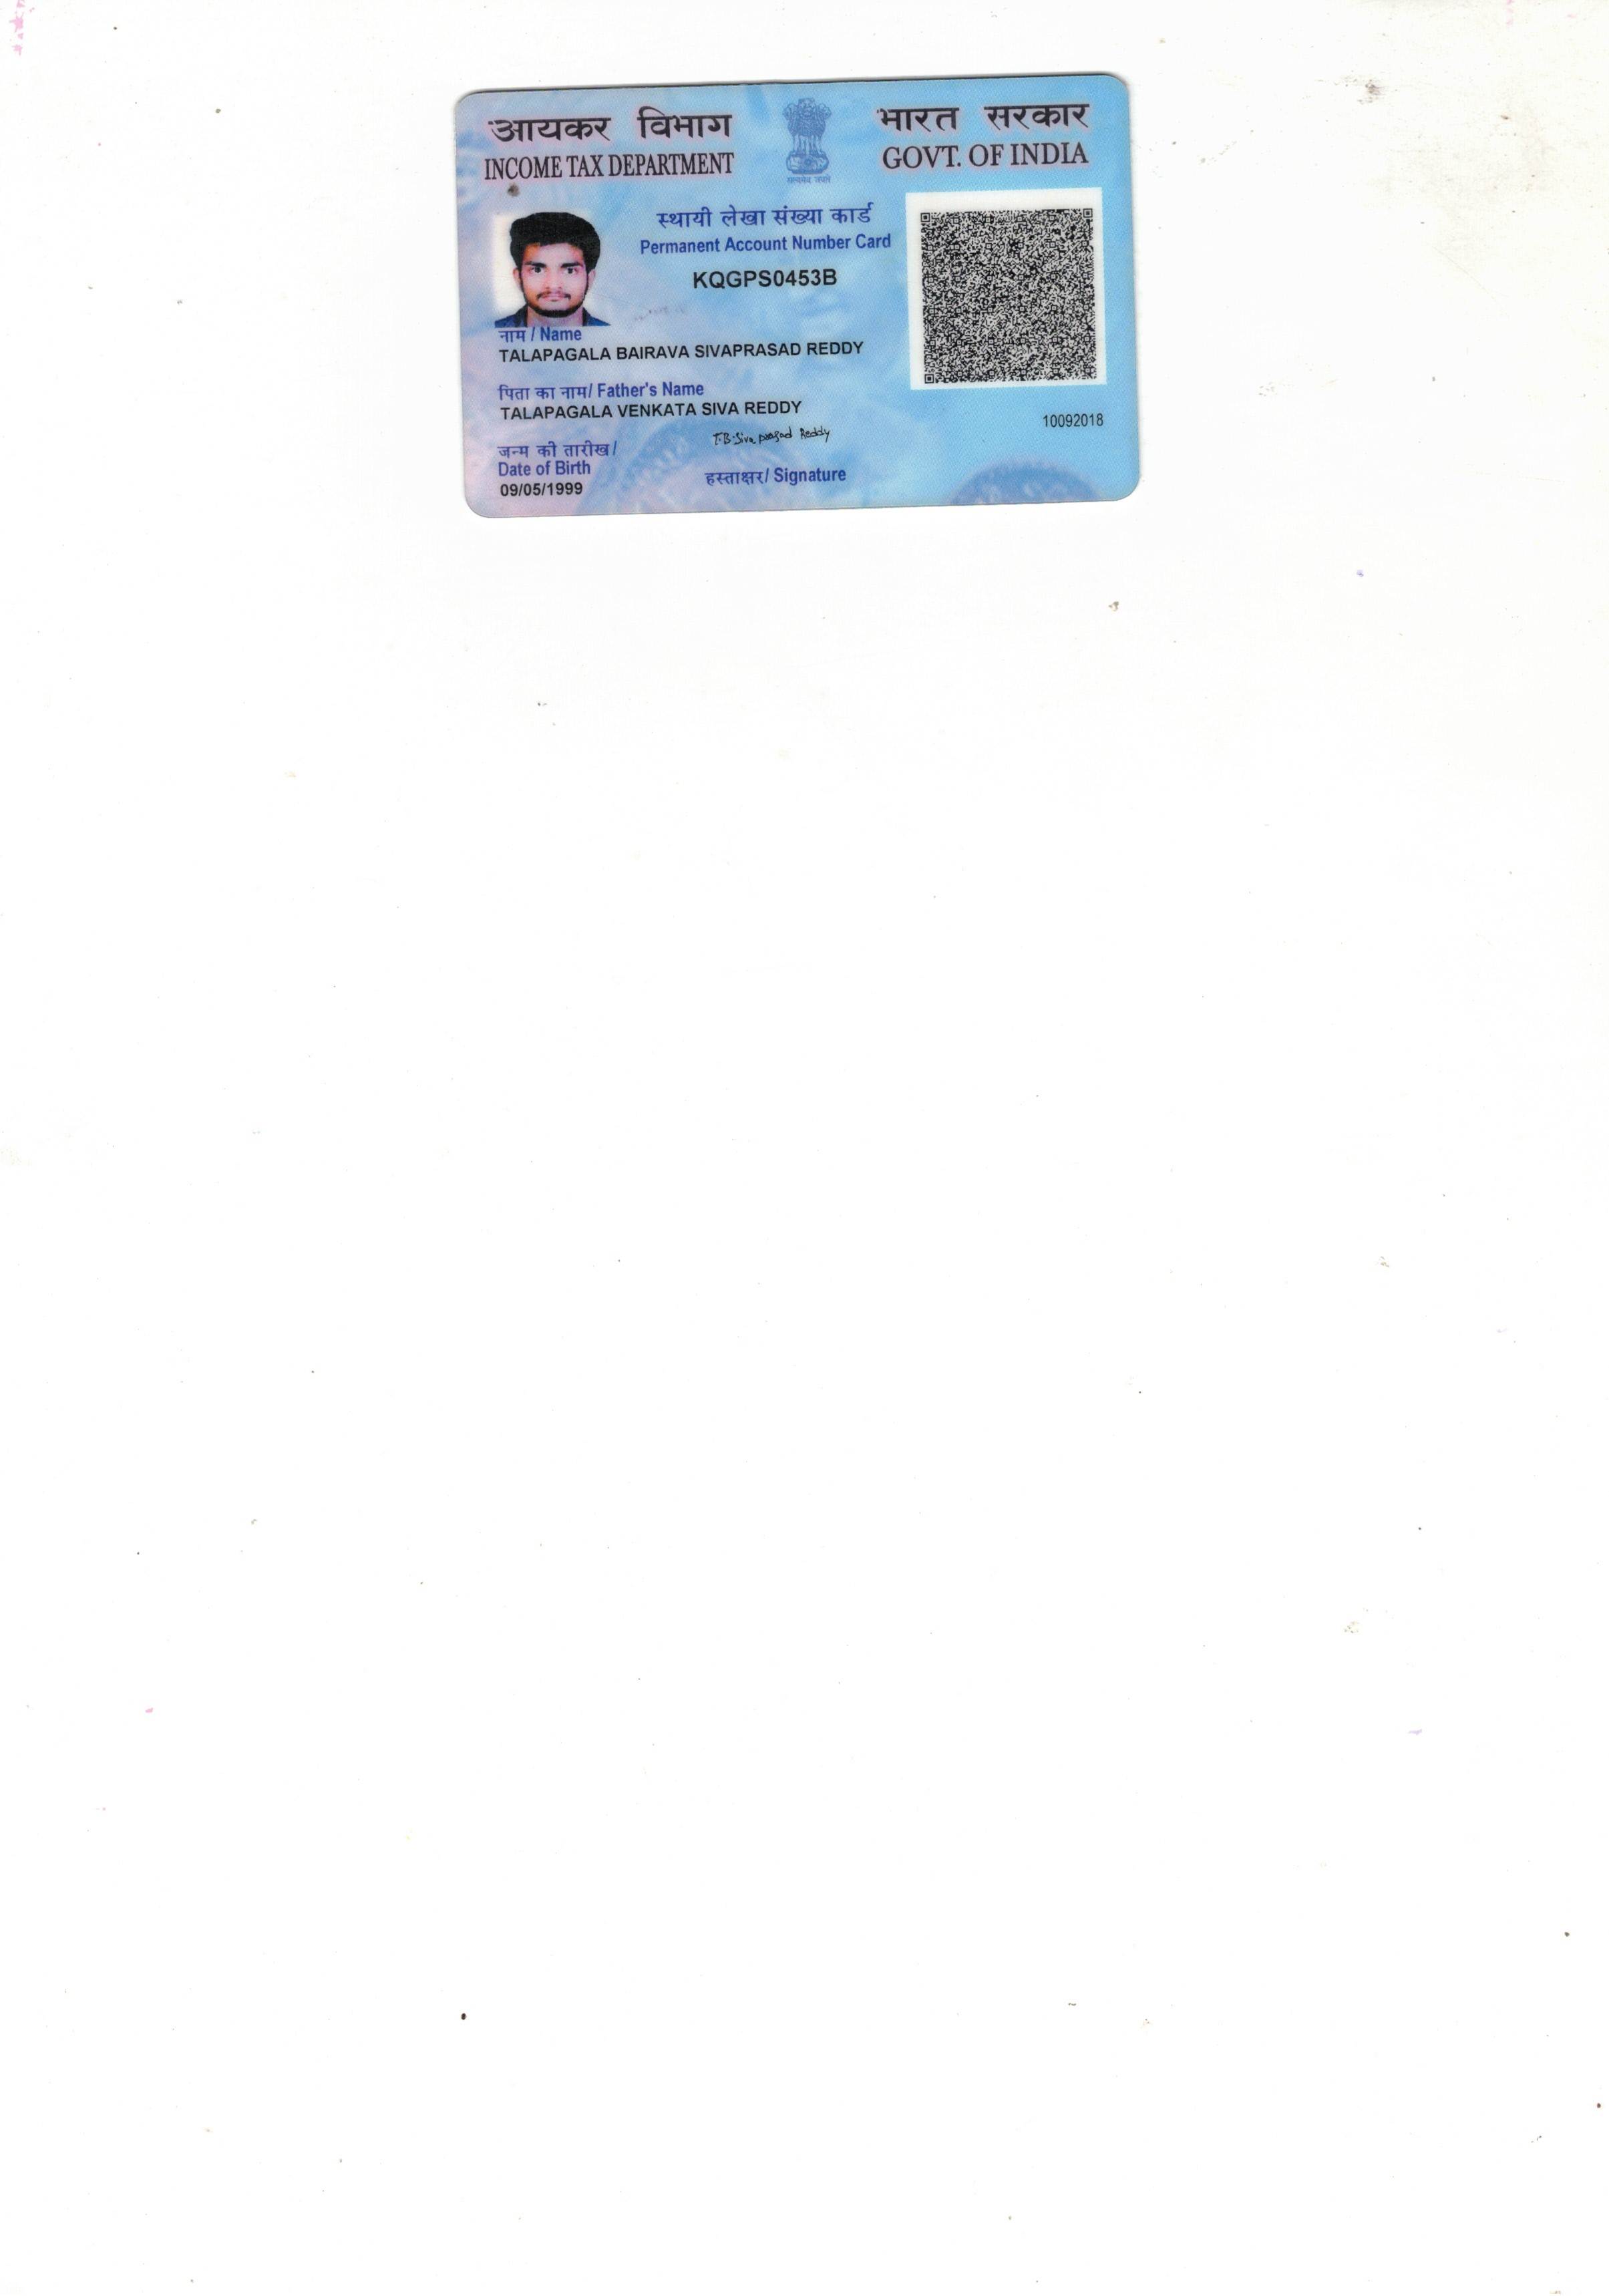 आयकर विभाग
INCOME TAX DEPARTMENT
सत्यमेव जयते
भारत सरकार
GOVT. OF INDIA
स्थायी लेखा संख्या कार्ड
Permanent Account Number Card
KQGPS0453B
नाम / Name
TALAPAGALA BAIRAVA SIVAPRASAD REDDY
पिता का नाम/ Father's Name
TALAPAGALA VENKATA SIVA REDDY
10092018
जन्म की तारीख/
Date of Birth
09/05/1999
T.B.Siva prasad Reddy
हस्ताक्षर/ Signature